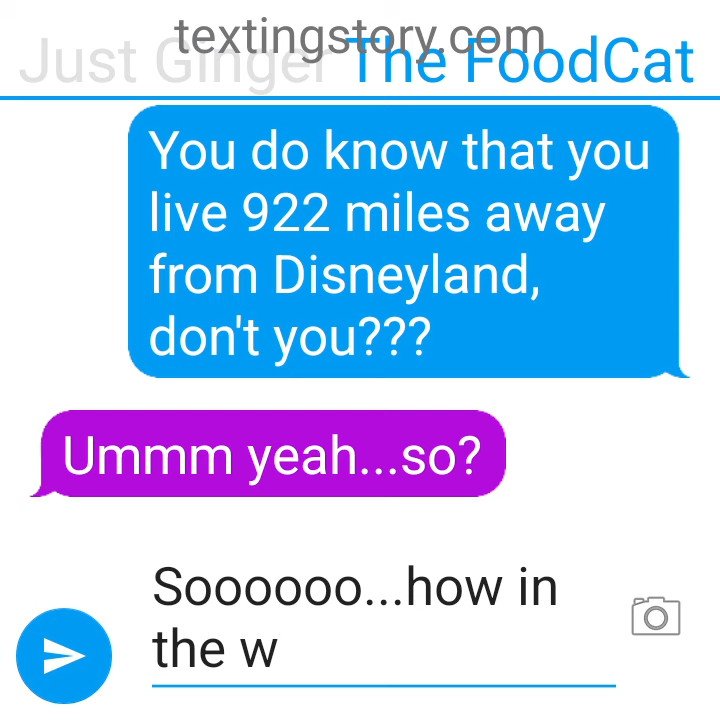 textingstory.com
Just Ginger The FoodCat
You do know that you
live 922 miles away
from Disneyland,
don't you???
Ummm yeah...so?
Soooooo...how in
the w